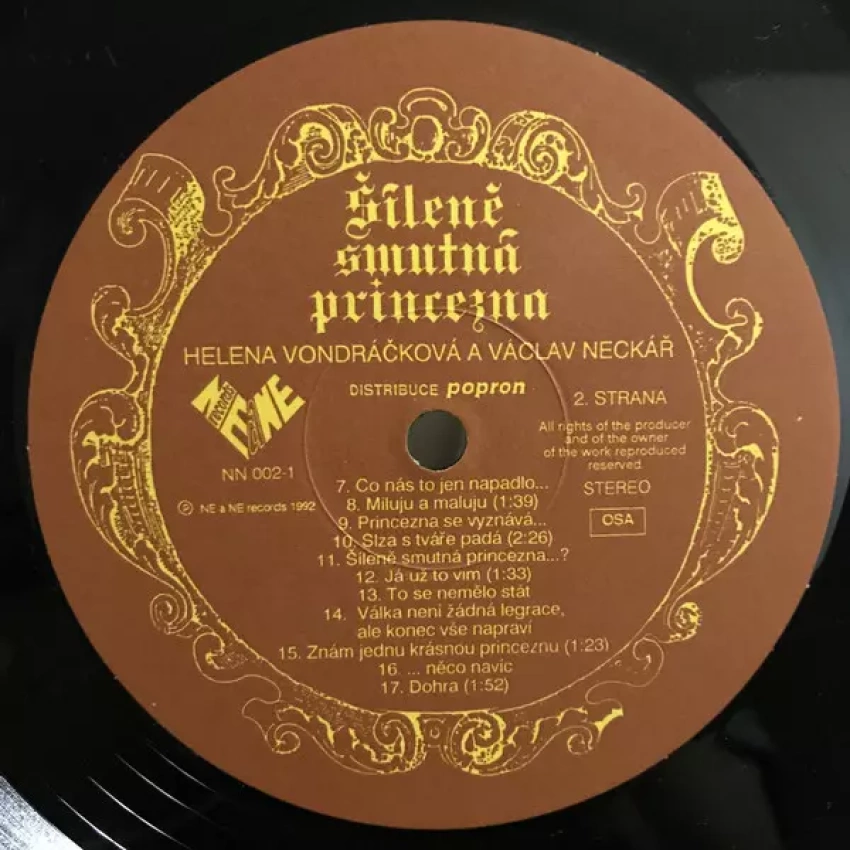 Šíleně
smutná
princezna
HELENA VONDRÁČKOVÁ A VÁCLAV NECKÁŘ
NE a NE
records
DISTRIBUCE popron
2. STRANA
All rights of the producer
and of the owner
of the work reproduced
reserved
NN 002-1
STEREO
℗ NE a NE records 1992
OSA
7. Co nás to jen napadlo...
8. Miluju a maluju (1:39)
9. Princezna se vyznává...
10. Slza s tváře padá (2:26)
11. Šíleně smutná princezna...?
12. Já už to vim (1:33)
13. To se nemělo stát
14. Válka není žádná legrace,
ale konec vše napraví
15. Znám jednu krásnou princeznu (1:23)
16. ... něco navíc
17. Dohra (1:52)